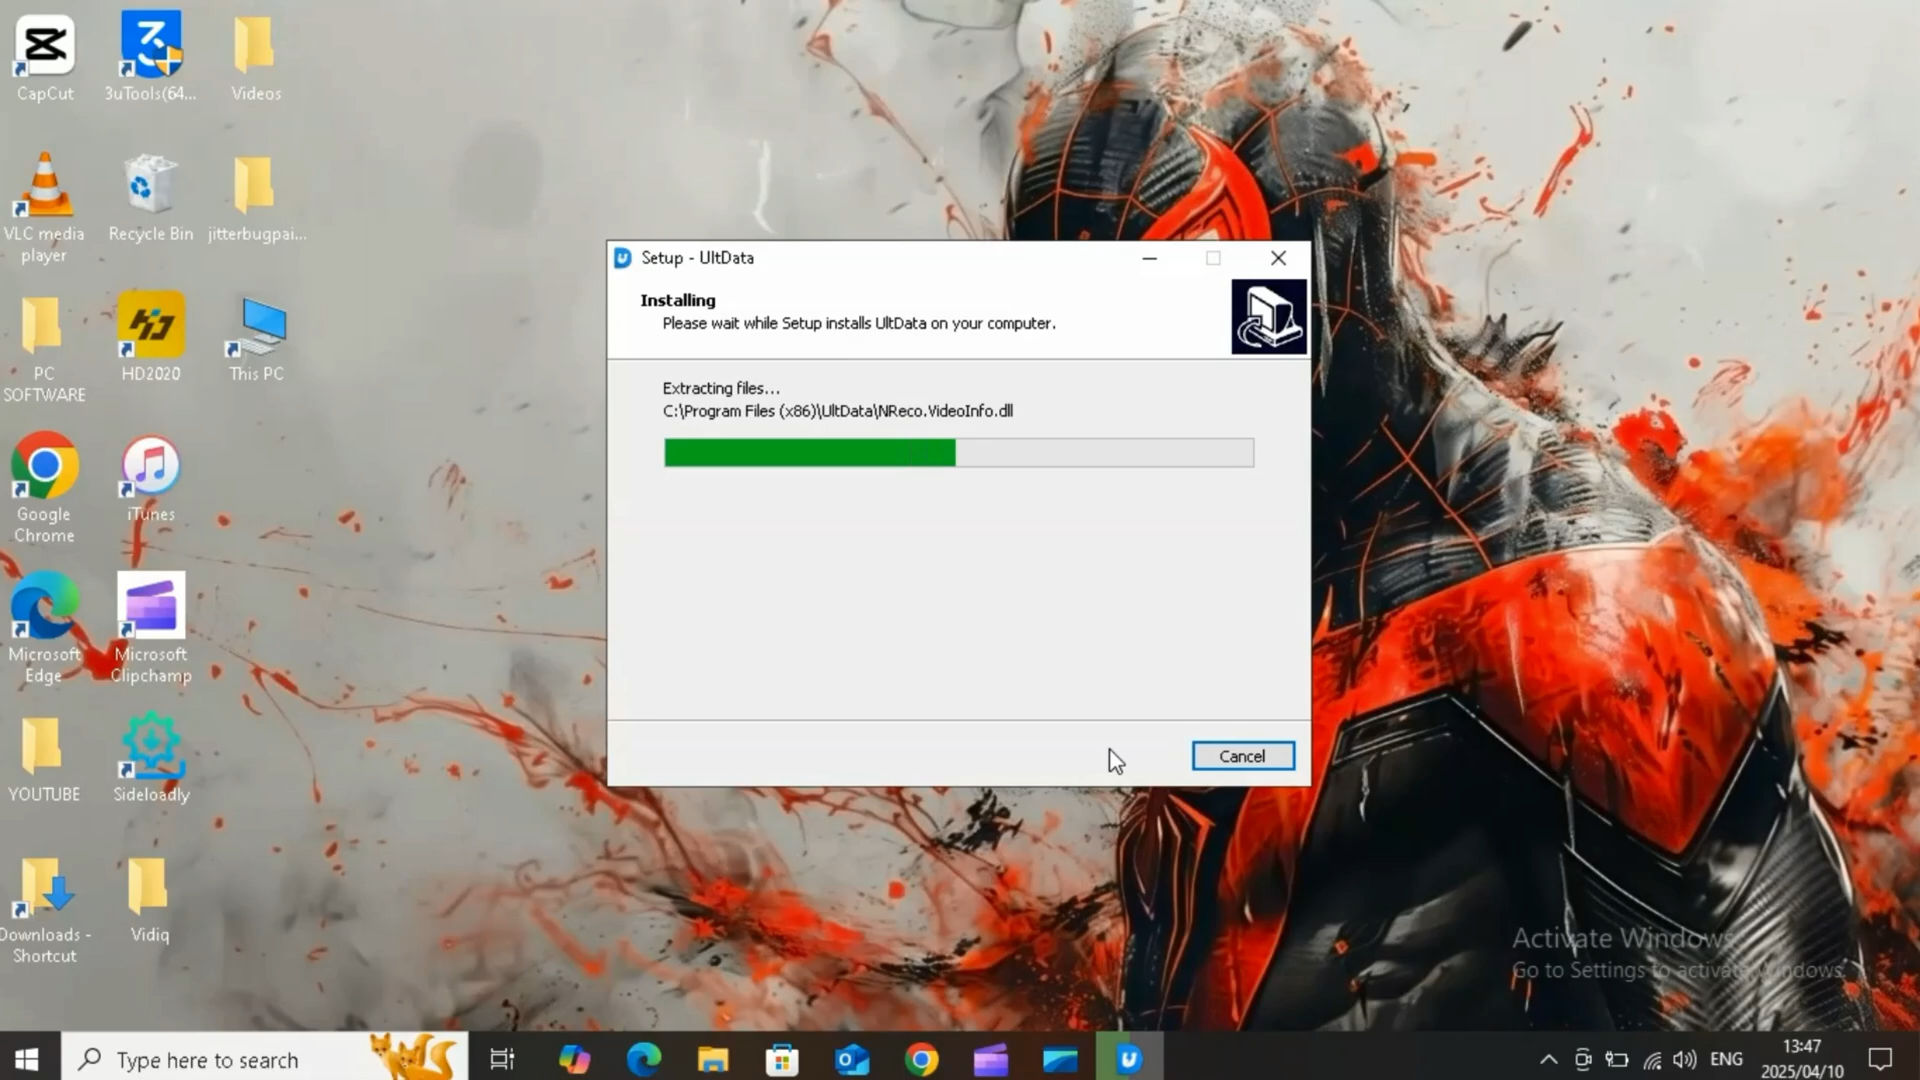 CapCut
3uTools(64...
Videos
VLC media
player
Recycle Bin
jitterbugpai...
PC
SOFTWARE
HD2020
This PC
Google
Chrome
iTunes
Microsoft
Edge
Microsoft
Clipchamp
YOUTUBE
Sideloadly
Downloads -
Shortcut
Vidiq
Setup - UltData
Installing
Please wait while Setup installs UltData on your computer.
Extracting files...
C:\Program Files (x86)\UltData\NReco.VideoInfo.dll
Cancel
Activate Windows
Go to Settings to activate Windows.
Type here to search
ENG
13:47
2025/04/10